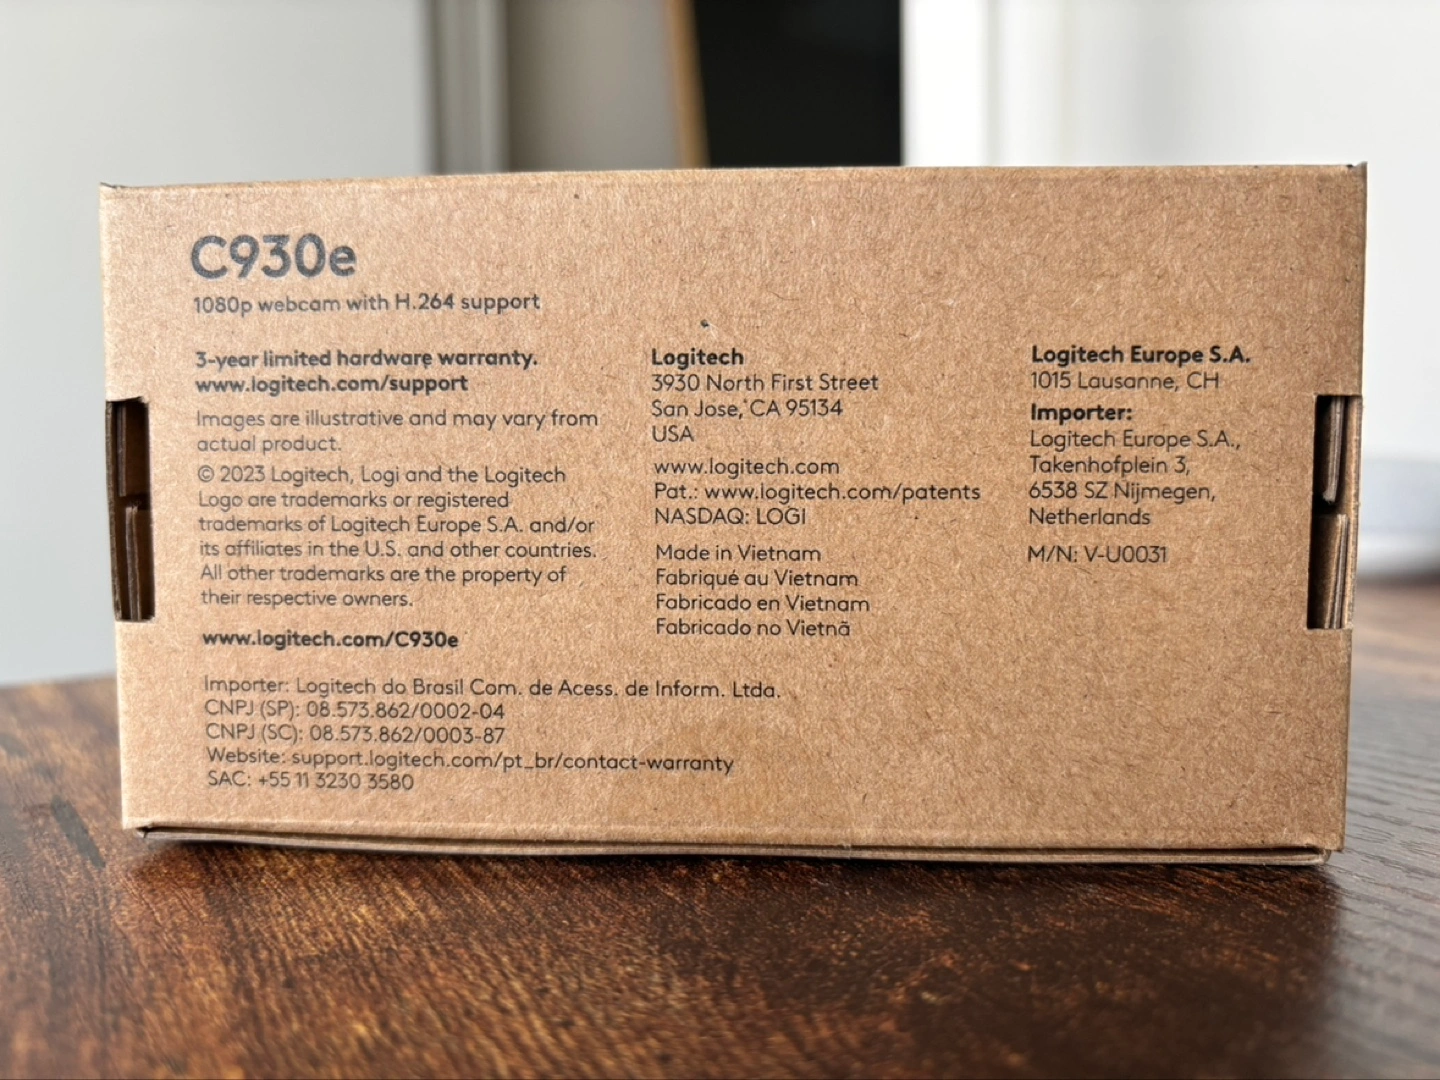 C930e
1080p webcam with H.264 support
3-year limited hardware warranty.
www.logitech.com/support
Images are illustrative and may vary from
actual product.
© 2023 Logitech, Logi and the Logitech
Logo are trademarks or registered
trademarks of Logitech Europe S.A. and/or
its affiliates in the U.S. and other countries.
All other trademarks are the property of
their respective owners.
www.logitech.com/C930e
Logitech
3930 North First Street
San Jose, CA 95134
USA
www.logitech.com
Pat.: www.logitech.com/patents
NASDAQ: LOGI
Made in Vietnam
Fabriqué au Vietnam
Fabricado en Vietnam
Fabricado no Vietnã
Logitech Europe S.A.
1015 Lausanne, CH
Importer:
Logitech Europe S.A.,
Takenhofplein 3,
6538 SZ Nijmegen,
Netherlands
M/N: V-U0031
Importer: Logitech do Brasil Com. de Acess. de Inform. Ltda.
CNPJ (SP): 08.573.862/0002-04
CNPJ (SC): 08.573.862/0003-87
Website: support.logitech.com/pt_br/contact-warranty
SAC: +55 11 3230 3580